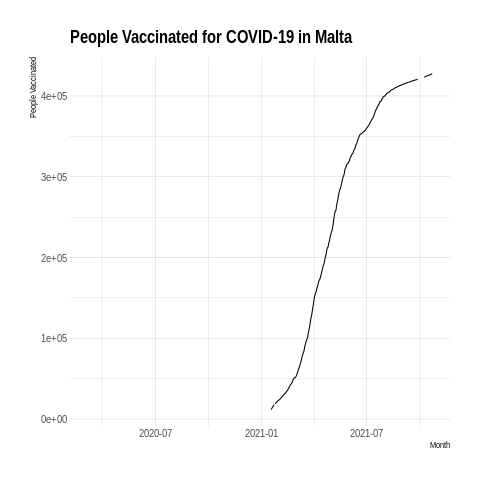 People Vaccinated for COVID-19 in Malta
People Vaccinated
4e+05
3e+05
2e+05
1e+05
0e+00
2020-07
2021-01
2021-07
Month